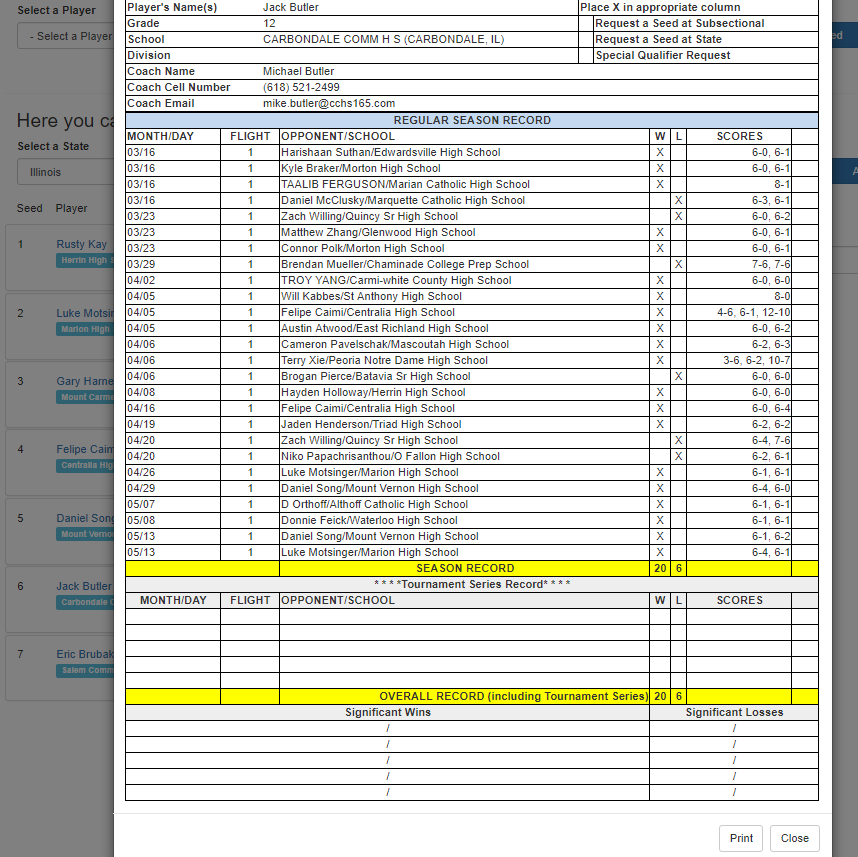 Select a Player
- Select a Player
Here you ca
Select a State
Illinois
Seed Player
1 Rusty Kay
Herrin High S
2 Luke Motsin
Marion High
3 Gary Harne
Mount Carme
4 Felipe Caim
Centralia Hig
5 Daniel Song
Mount Verno
6 Jack Butler
Carbondale C
7 Eric Brubak
Salem Comm
ed
A
Player's Name(s) Jack Butler Place X in appropriate column
Grade 12 Request a Seed at Subsectional
School CARBONDALE COMM H S (CARBONDALE, IL) Request a Seed at State
Division Special Qualifier Request
Coach Name Michael Butler
Coach Cell Number (618) 521-2499
Coach Email mike.butler@cchs165.com
REGULAR SEASON RECORD
MONTH/DAY FLIGHT OPPONENT/SCHOOL W L SCORES
03/16 1 Harishaan Suthan/Edwardsville High School X 6-0, 6-1
03/16 1 Kyle Braker/Morton High School X 6-0, 6-1
03/16 1 TAALIB FERGUSON/Marian Catholic High School X 8-1
03/16 1 Daniel McClusky/Marquette Catholic High School X 6-3, 6-1
03/23 1 Zach Willing/Quincy Sr High School X 6-0, 6-2
03/23 1 Matthew Zhang/Glenwood High School X 6-0, 6-1
03/23 1 Connor Polk/Morton High School X 6-0, 6-1
03/29 1 Brendan Mueller/Chaminade College Prep School X 7-6, 7-6
04/02 1 TROY YANG/Carmi-white County High School X 6-0, 6-0
04/05 1 Will Kabbes/St Anthony High School X 8-0
04/05 1 Felipe Caimi/Centralia High School X 4-6, 6-1, 12-10
04/05 1 Austin Atwood/East Richland High School X 6-0, 6-2
04/06 1 Cameron Pavelschak/Mascoutah High School X 6-2, 6-3
04/06 1 Terry Xie/Peoria Notre Dame High School X 3-6, 6-2, 10-7
04/06 1 Brogan Pierce/Batavia Sr High School X 6-0, 6-0
04/08 1 Hayden Holloway/Herrin High School X 6-0, 6-0
04/16 1 Felipe Caimi/Centralia High School X 6-0, 6-4
04/19 1 Jaden Henderson/Triad High School X 6-2, 6-2
04/20 1 Zach Willing/Quincy Sr High School X 6-4, 7-6
04/20 1 Niko Papachrisanthou/O Fallon High School X 6-2, 6-1
04/26 1 Luke Motsinger/Marion High School X 6-1, 6-1
04/29 1 Daniel Song/Mount Vernon High School X 6-4, 6-0
05/07 1 D Orthoff/Althoff Catholic High School X 6-1, 6-1
05/08 1 Donnie Feick/Waterloo High School X 6-1, 6-1
05/13 1 Daniel Song/Mount Vernon High School X 6-1, 6-2
05/13 1 Luke Motsinger/Marion High School X 6-4, 6-1
SEASON RECORD 20 6
* * * *Tournament Series Record* * * *
MONTH/DAY FLIGHT OPPONENT/SCHOOL W L SCORES
OVERALL RECORD (including Tournament Series) 20 6
Significant Wins Significant Losses
/ /
/ /
/ /
/ /
/ /
Print Close